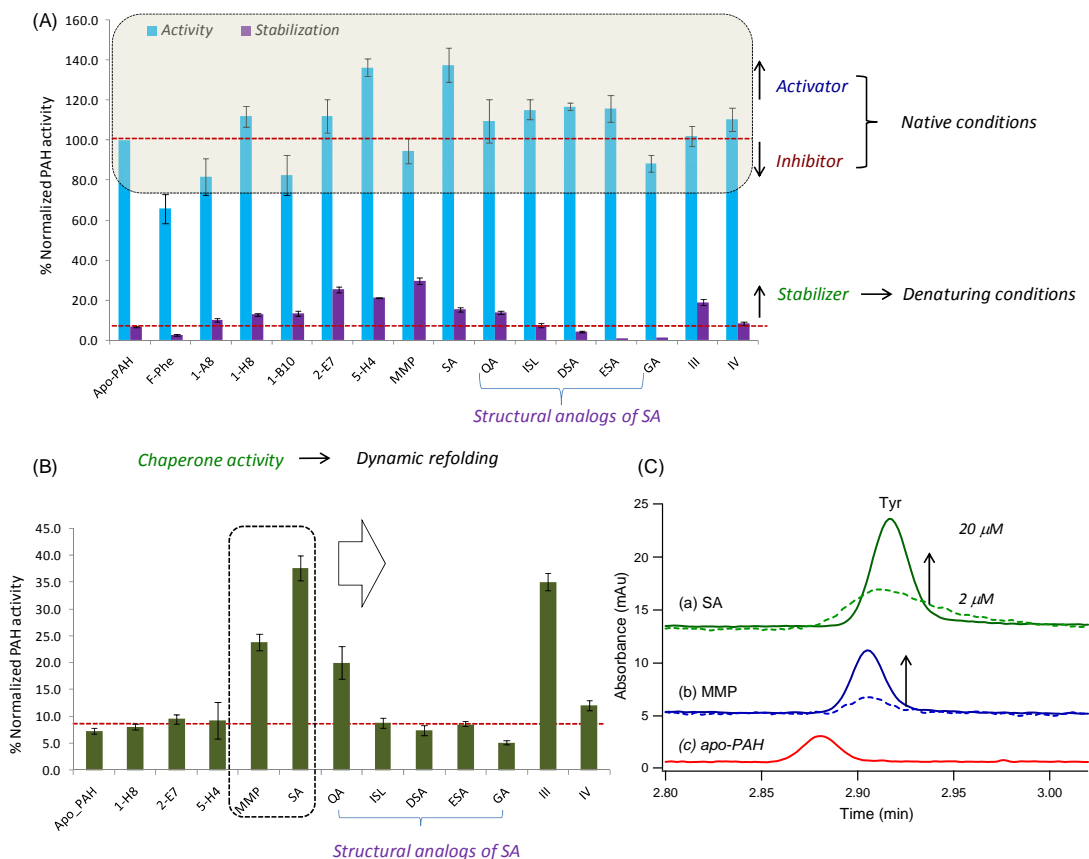 (A)
160.0
140.0
120.0
100.0
80.0
60.0
40.0
20.0
0.0
% Normalized PAH activity
Activity
Stabilization
Activator
Inhibitor
Native conditions
Stabilizer
Denaturing conditions
Apo-PAH
F-Phe
1-A8
1-H8
1-B10
2-E7
5-H4
MMP
SA
QA
ISL
DSA
ESA
GA
III
IV
Structural analogs of SA
(B)
Chaperone activity
Dynamic refolding
45.0
40.0
35.0
30.0
25.0
20.0
15.0
10.0
5.0
0.0
% Normalized PAH activity
Apo_PAH
1-H8
2-E7
5-H4
MMP
SA
QA
ISL
DSA
ESA
GA
III
IV
Structural analogs of SA
(C)
25
20
15
10
5
0
Absorbance (mAu)
Tyr
20 µM
2 µM
(a) SA
(b) MMP
(c) apo-PAH
2.80
2.85
2.90
2.95
3.00
Time (min)